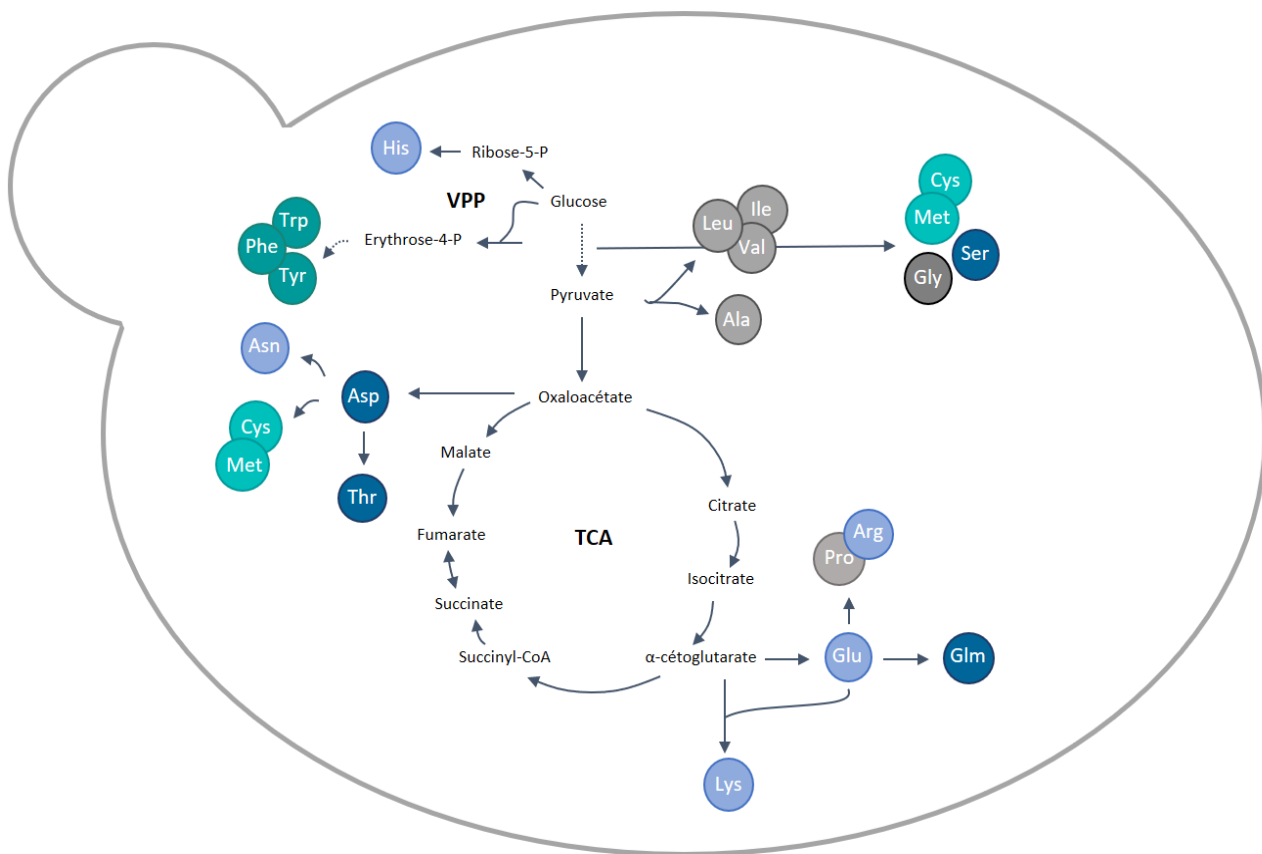 His
Ribose-5-P
VPP
Glucose
Trp
Phe
Tyr
Erythrose-4-P
Leu
Ile
Val
Cys
Met
Ser
Gly
Pyruvate
Ala
Asn
Asp
Oxaloacétate
Cys
Met
Thr
Malate
Citrate
Fumarate
TCA
Arg
Pro
Isocitrate
Succinate
Succinyl-CoA
α-cétoglutarate
Glu
Glm
Lys